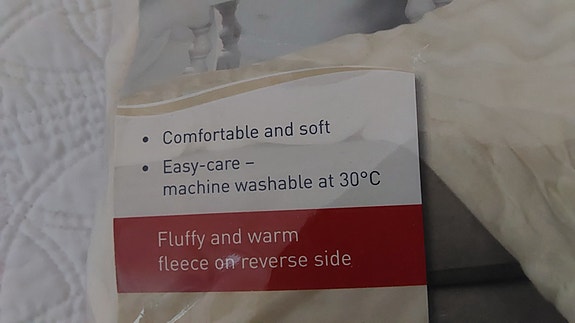 • Comfortable and soft
• Easy-care –
machine washable at 30°C
Fluffy and warm
fleece on reverse side